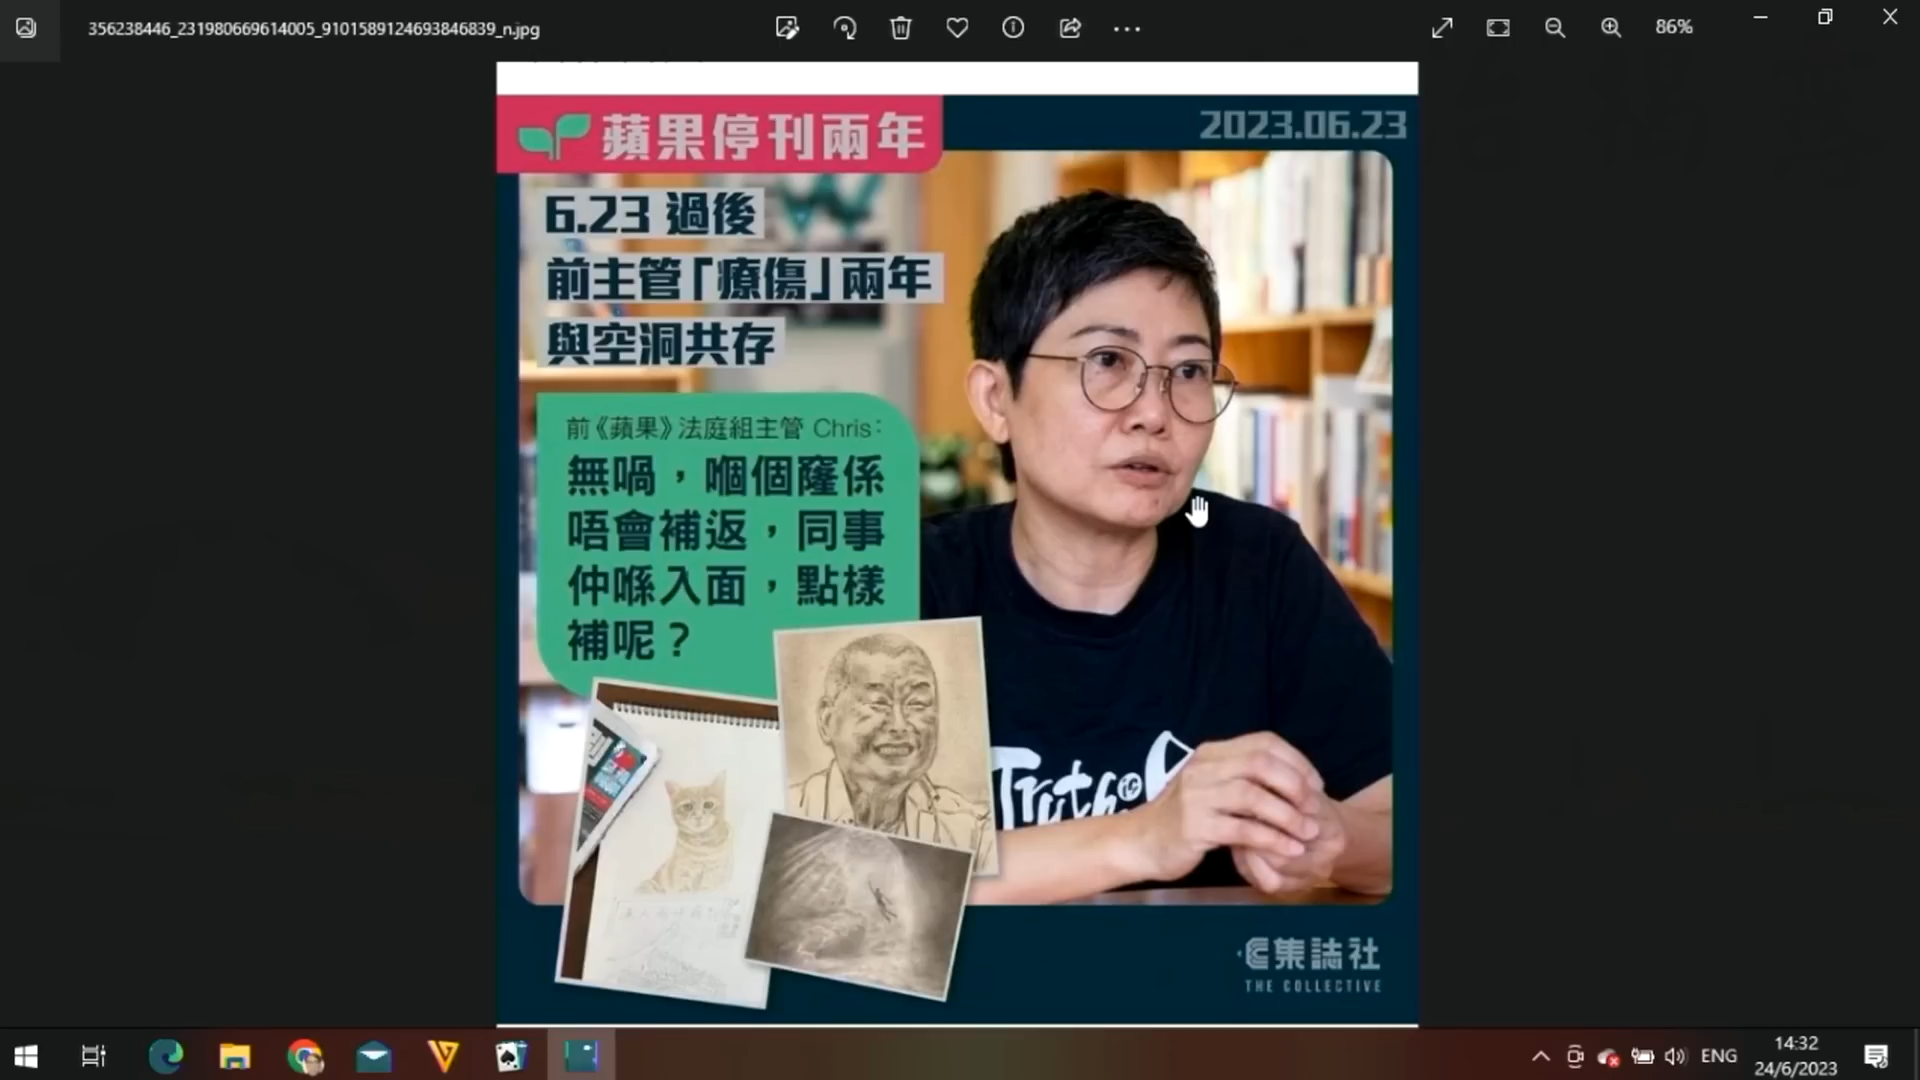 356238446_231980669614005_9101589124693846839_n.jpg
86%
蘋果停刊兩年
2023.06.23
6.23 過後
前主管「療傷」兩年
與空洞共存
前《蘋果》法庭組主管 Chris：
無喎，嗰個窿係
唔會補返，同事
仲喺入面，點樣
補呢？
Truth is
集誌社
THE COLLECTIVE
ENG
14:32
24/6/2023